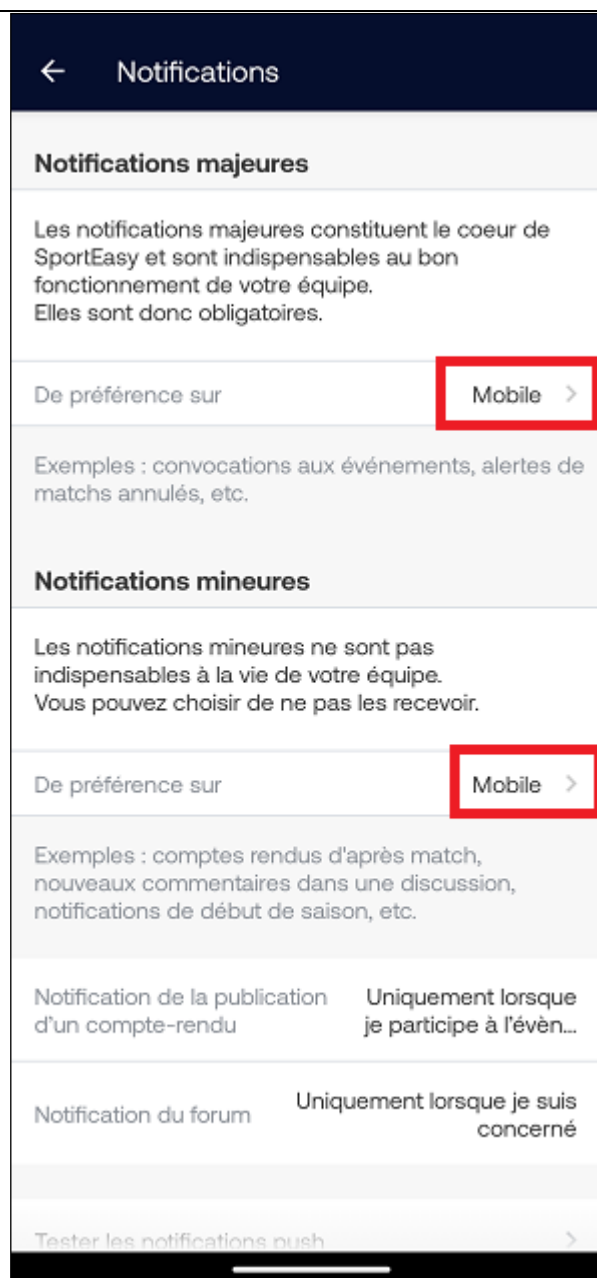 Notifications
Notifications majeures
Les notifications majeures constituent le coeur de
SportEasy et sont indispensables au bon
fonctionnement de votre équipe.
Elles sont donc obligatoires.
De préférence sur Mobile >
Exemples : convocations aux événements, alertes de
matchs annulés, etc.
Notifications mineures
Les notifications mineures ne sont pas
indispensables à la vie de votre équipe.
Vous pouvez choisir de ne pas les recevoir.
De préférence sur Mobile >
Exemples : comptes rendus d'après match,
nouveaux commentaires dans une discussion,
notifications de début de saison, etc.
Notification de la publication
d'un compte-rendu
Uniquement lorsque
je participe à l'évèn...
Notification du forum
Uniquement lorsque je suis
concerné
Tester les notifications push >